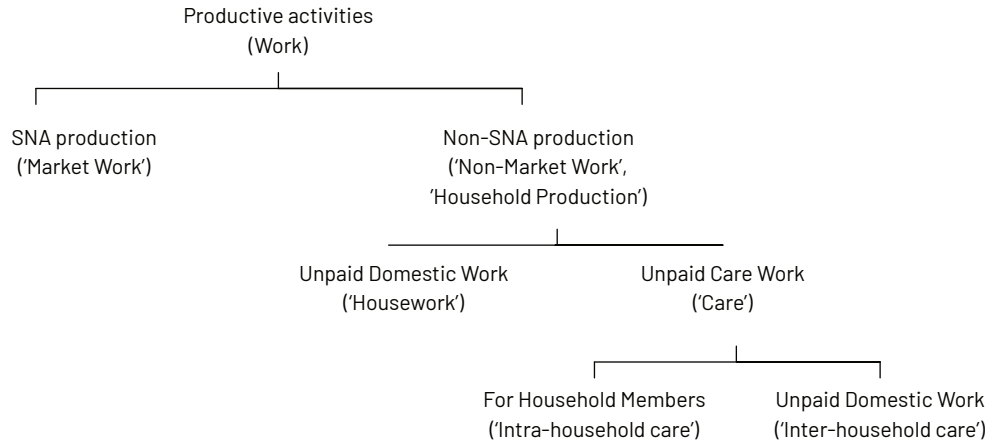 Productive activities
(Work)
SNA production
('Market Work')
Non-SNA production
('Non-Market Work',
'Household Production')
Unpaid Domestic Work
('Housework')
Unpaid Care Work
('Care')
For Household Members
('Intra-household care')
Unpaid Domestic Work
('Inter-household care')